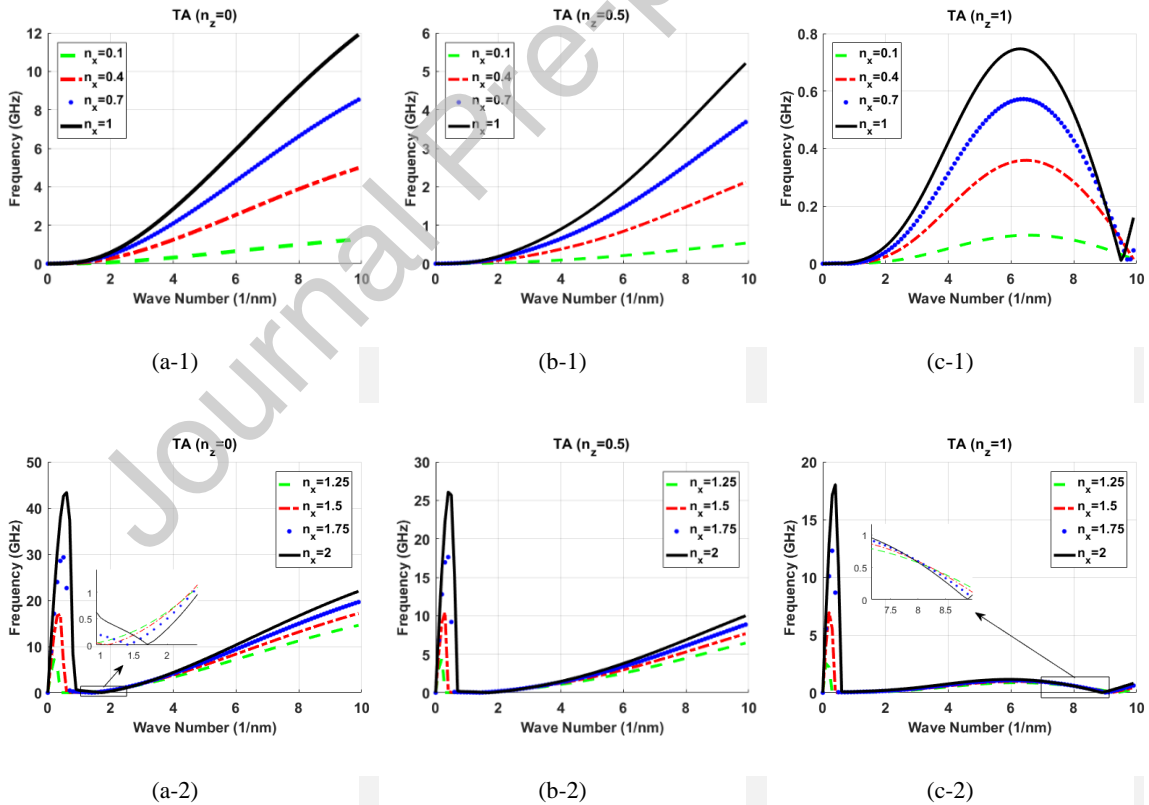 TA (n_z=0)
12
10
8
6
4
2
0
n_x=0.1
n_x=0.4
n_x=0.7
n_x=1
Frequency (GHz)
0 2 4 6 8 10
Wave Number (1/nm)
(a-1)
TA (n_z=0.5)
6
5
4
3
2
1
0
n_x=0.1
n_x=0.4
n_x=0.7
n_x=1
Frequency (GHz)
0 2 4 6 8 10
Wave Number (1/nm)
(b-1)
TA (n_z=1)
0.8
0.6
0.4
0.2
0
n_x=0.1
n_x=0.4
n_x=0.7
n_x=1
Frequency (GHz)
0 2 4 6 8 10
Wave Number (1/nm)
(c-1)
Journal Pre-p
TA (n_z=0)
50
40
30
20
10
0
n_x=1.25
n_x=1.5
n_x=1.75
n_x=2
1
0.5
0
1 1.5 2
Frequency (GHz)
0 2 4 6 8 10
Wave Number (1/nm)
(a-2)
TA (n_z=0.5)
30
25
20
15
10
5
0
n_x=1.25
n_x=1.5
n_x=1.75
n_x=2
Frequency (GHz)
0 2 4 6 8 10
Wave Number (1/nm)
(b-2)
TA (n_z=1)
20
15
10
5
0
n_x=1.25
n_x=1.5
n_x=1.75
n_x=2
1
0.5
0
7.5 8 8.5
Frequency (GHz)
0 2 4 6 8 10
Wave Number (1/nm)
(c-2)